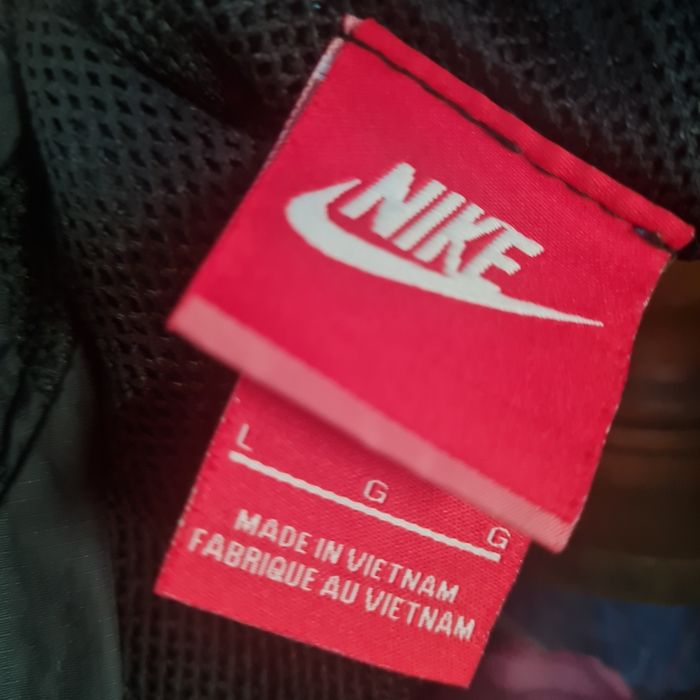 NIKE
L G G
MADE IN VIETNAM
FABRIQUE AU VIETNAM